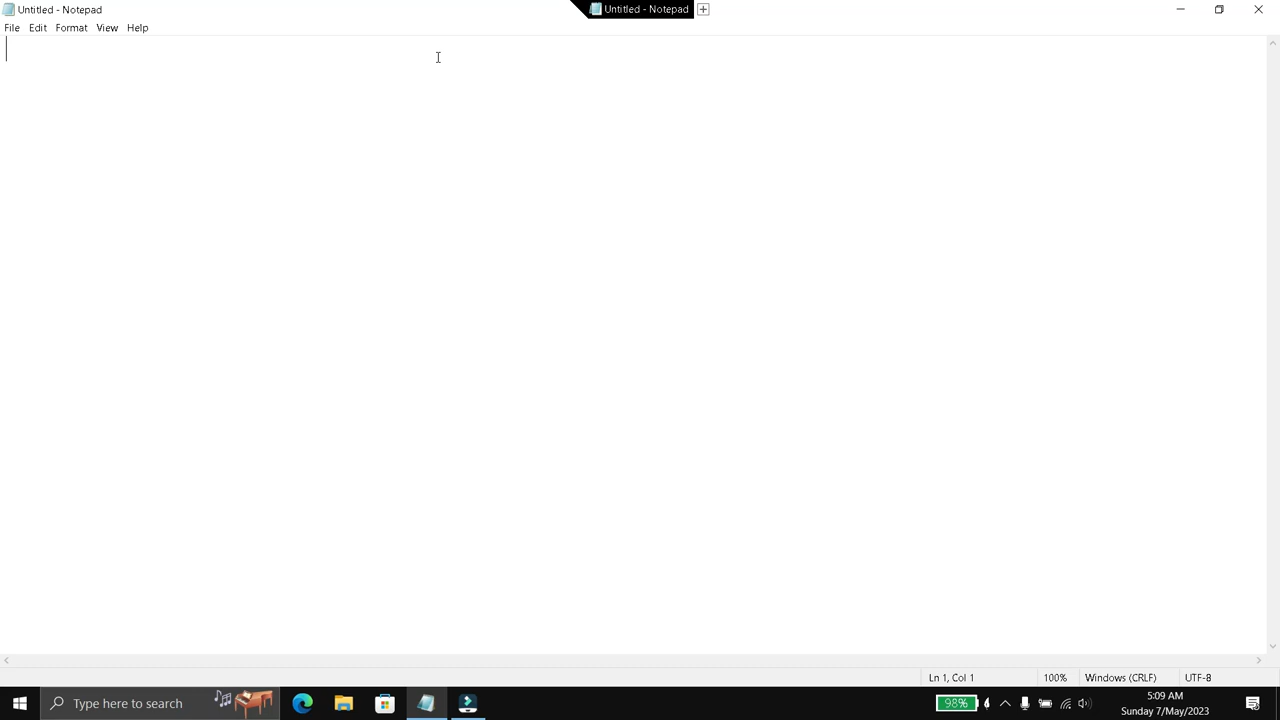 Untitled - Notepad
Untitled - Notepad
File Edit Format View Help
Ln 1, Col 1
100%
Windows (CRLF)
UTF-8
Type here to search
98%
5:09 AM
Sunday 7/May/2023